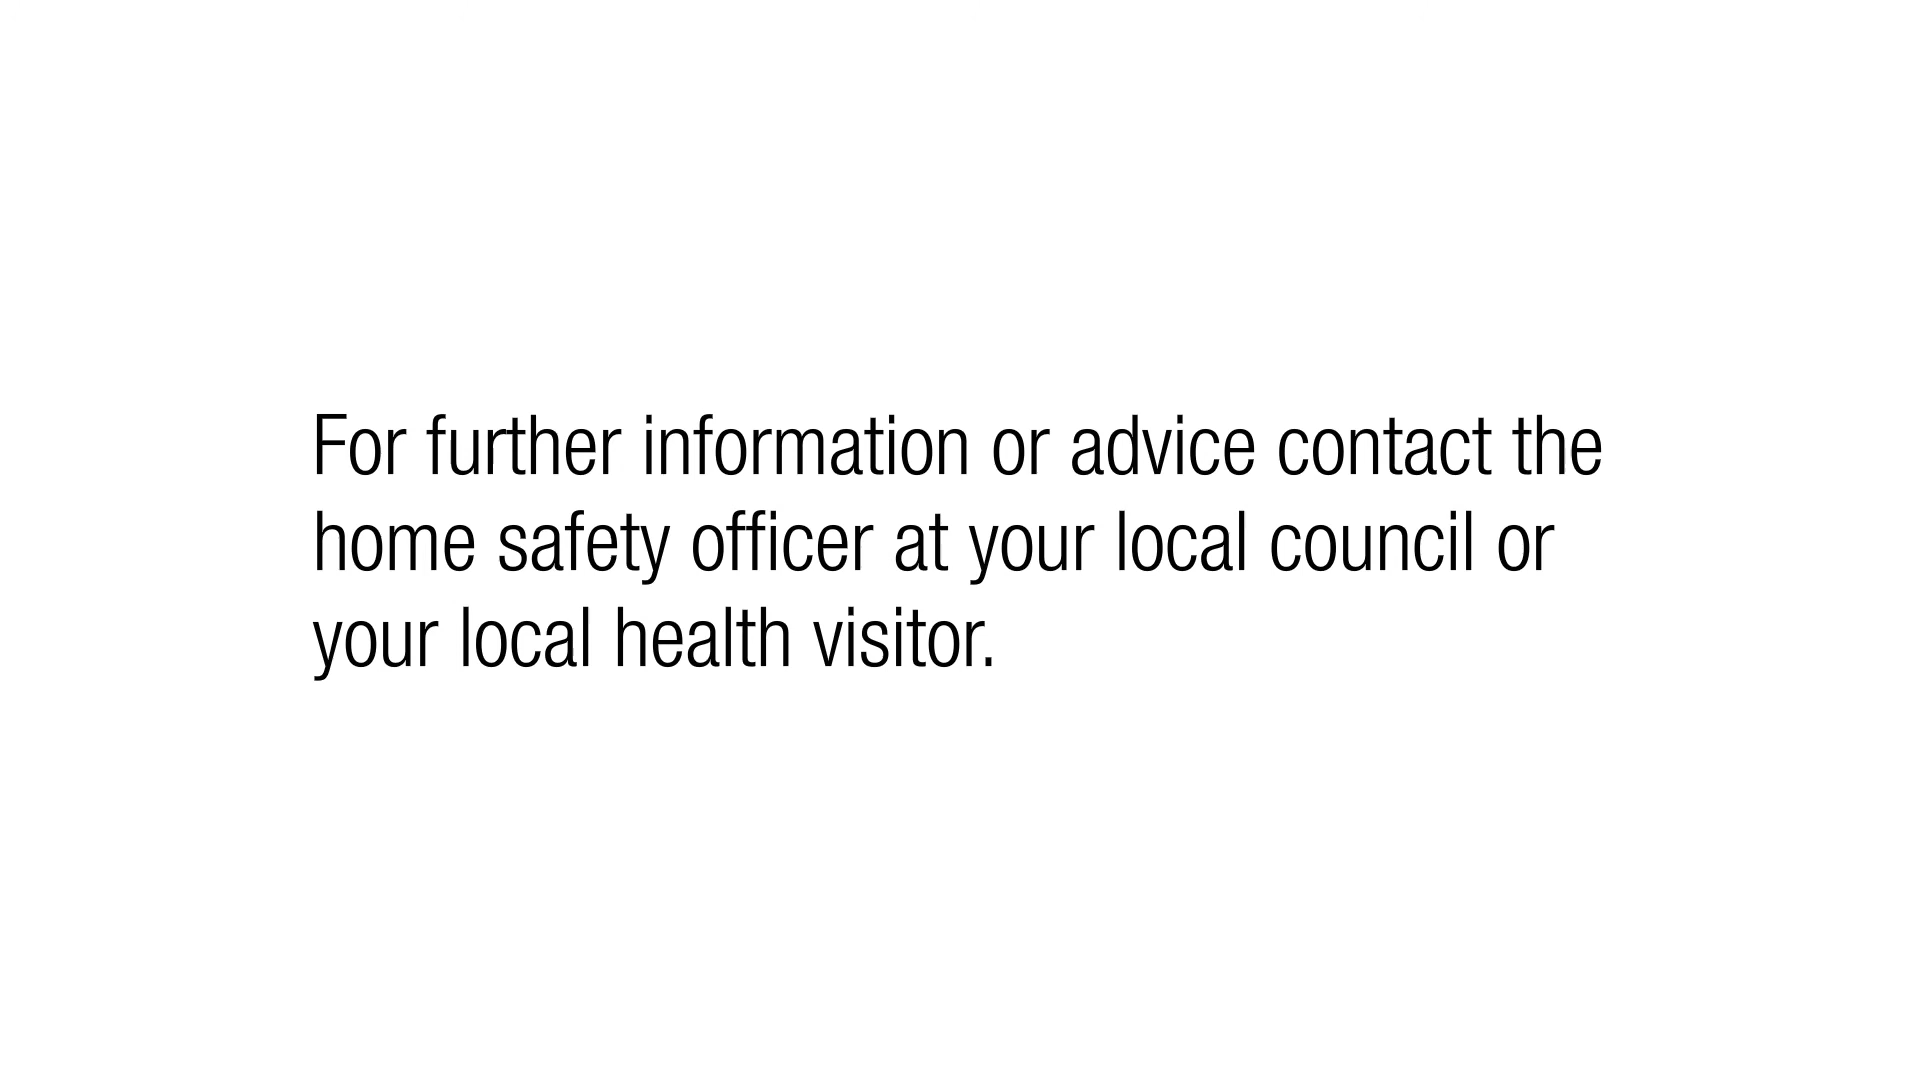 For further information or advice contact the
home safety officer at your local council or
your local health visitor.